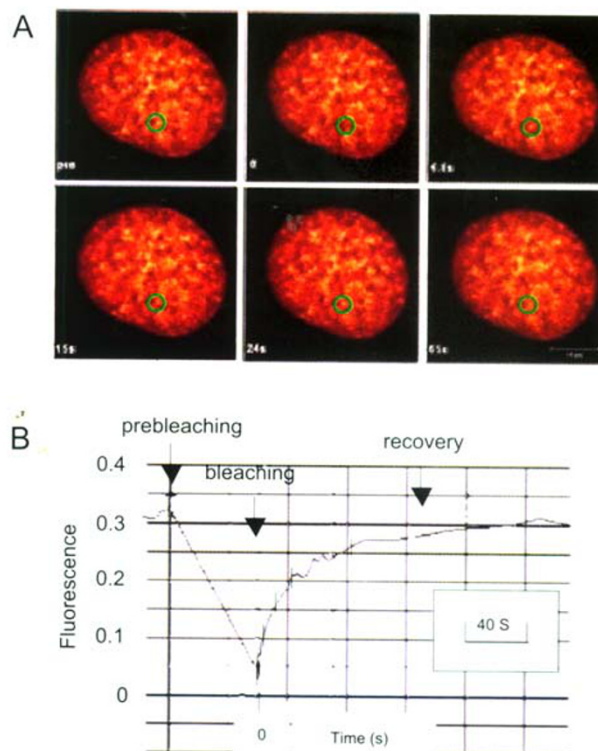 A
pre
0
15s
24s
65s
B
prebleaching
bleaching
recovery
0.4
0.3
0.2
0.1
0
Fluorescence
40 S
0
Time (s)